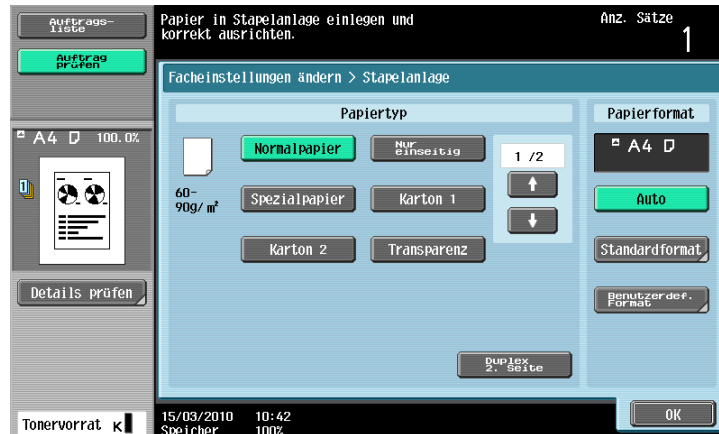 Auftrags-
liste
Auftrag
prüfen
Papier in Stapelanlage einlegen und
korrekt ausrichten.
Anz. Sätze
1
Facheinstellungen ändern > Stapelanlage
Papiertyp
Papierformat
A4 100.0%
1
Normalpapier
Nur
einseitig
1 /2
A4
60-
90g/ m²
Spezialpapier
Karton 1
Auto
Karton 2
Transparenz
Standardformat
Details prüfen
Benutzerdef.
Format
Duplex
2. Seite
Tonervorrat K
15/03/2010 10:42
Speicher 100%
OK